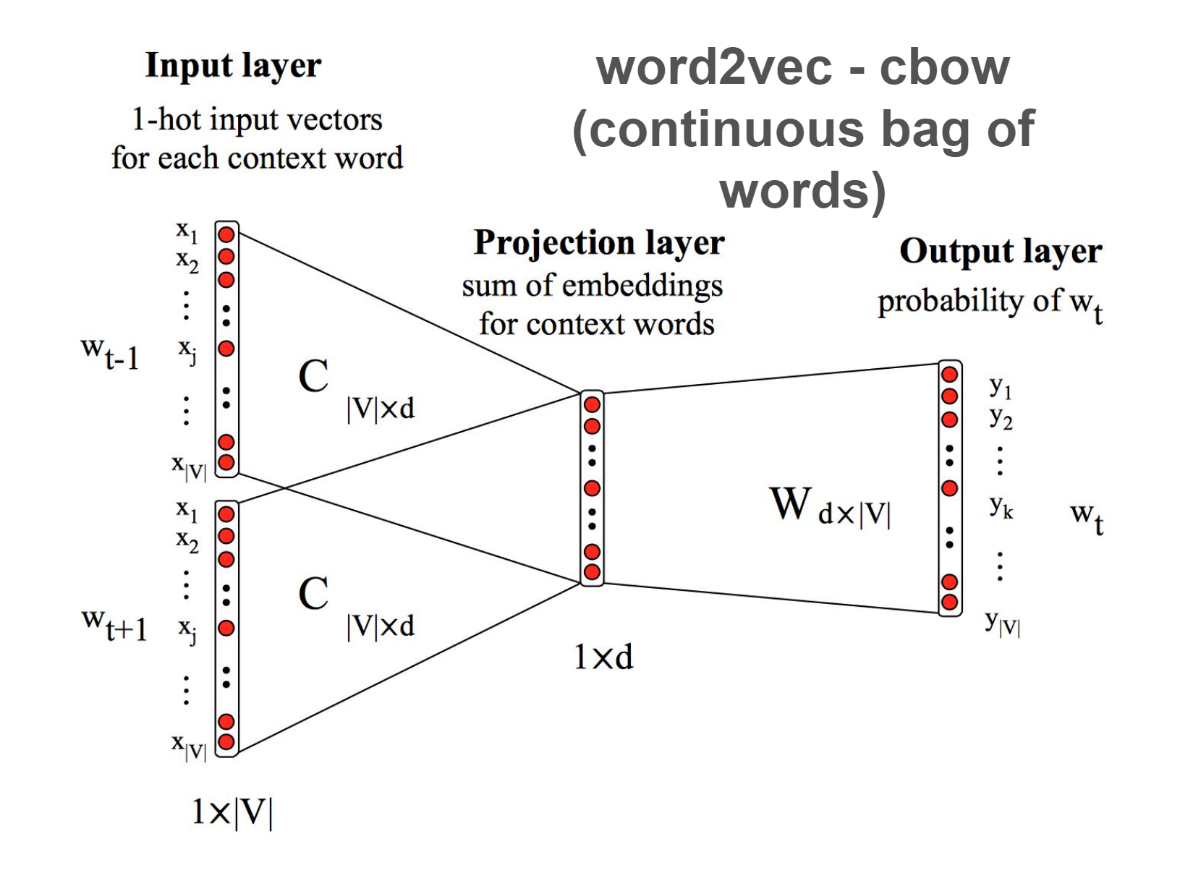 Input layer
1-hot input vectors
for each context word
word2vec - cbow
(continuous bag of
words)
Projection layer
sum of embeddings
for context words
Output layer
probability of wt
wt-1
x1
x2
⋮
xj
⋮
x|V|
C |V|×d
wt+1
x1
x2
⋮
xj
⋮
x|V|
C |V|×d
1×|V|
1×d
W d×|V|
y1
y2
⋮
yk
⋮
y|V|
wt